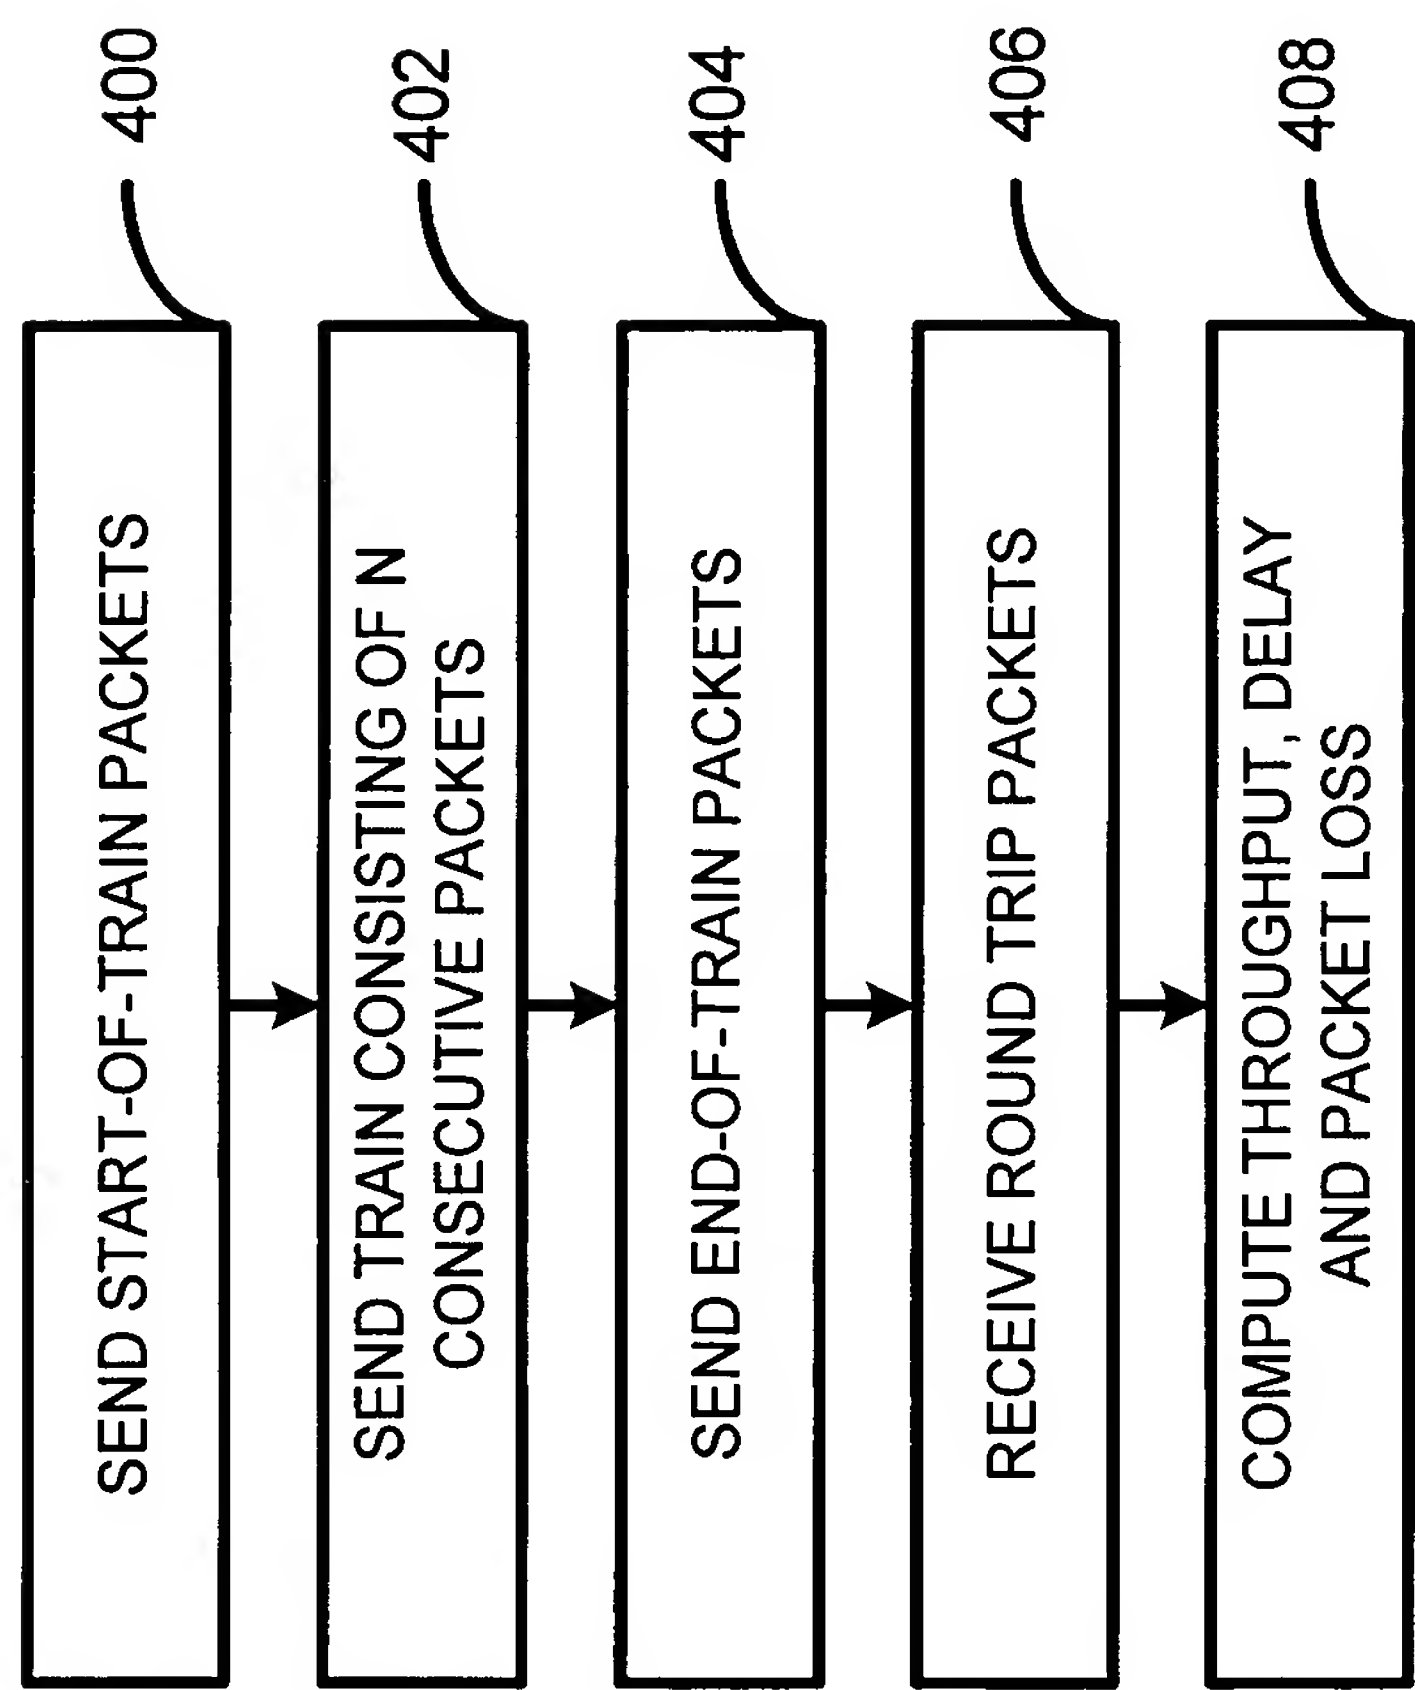 400
SEND START-OF-TRAIN PACKETS
402
SEND TRAIN CONSISTING OF N
CONSECUTIVE PACKETS
404
SEND END-OF-TRAIN PACKETS
406
RECEIVE ROUND TRIP PACKETS
408
COMPUTE THROUGHPUT, DELAY
AND PACKET LOSS